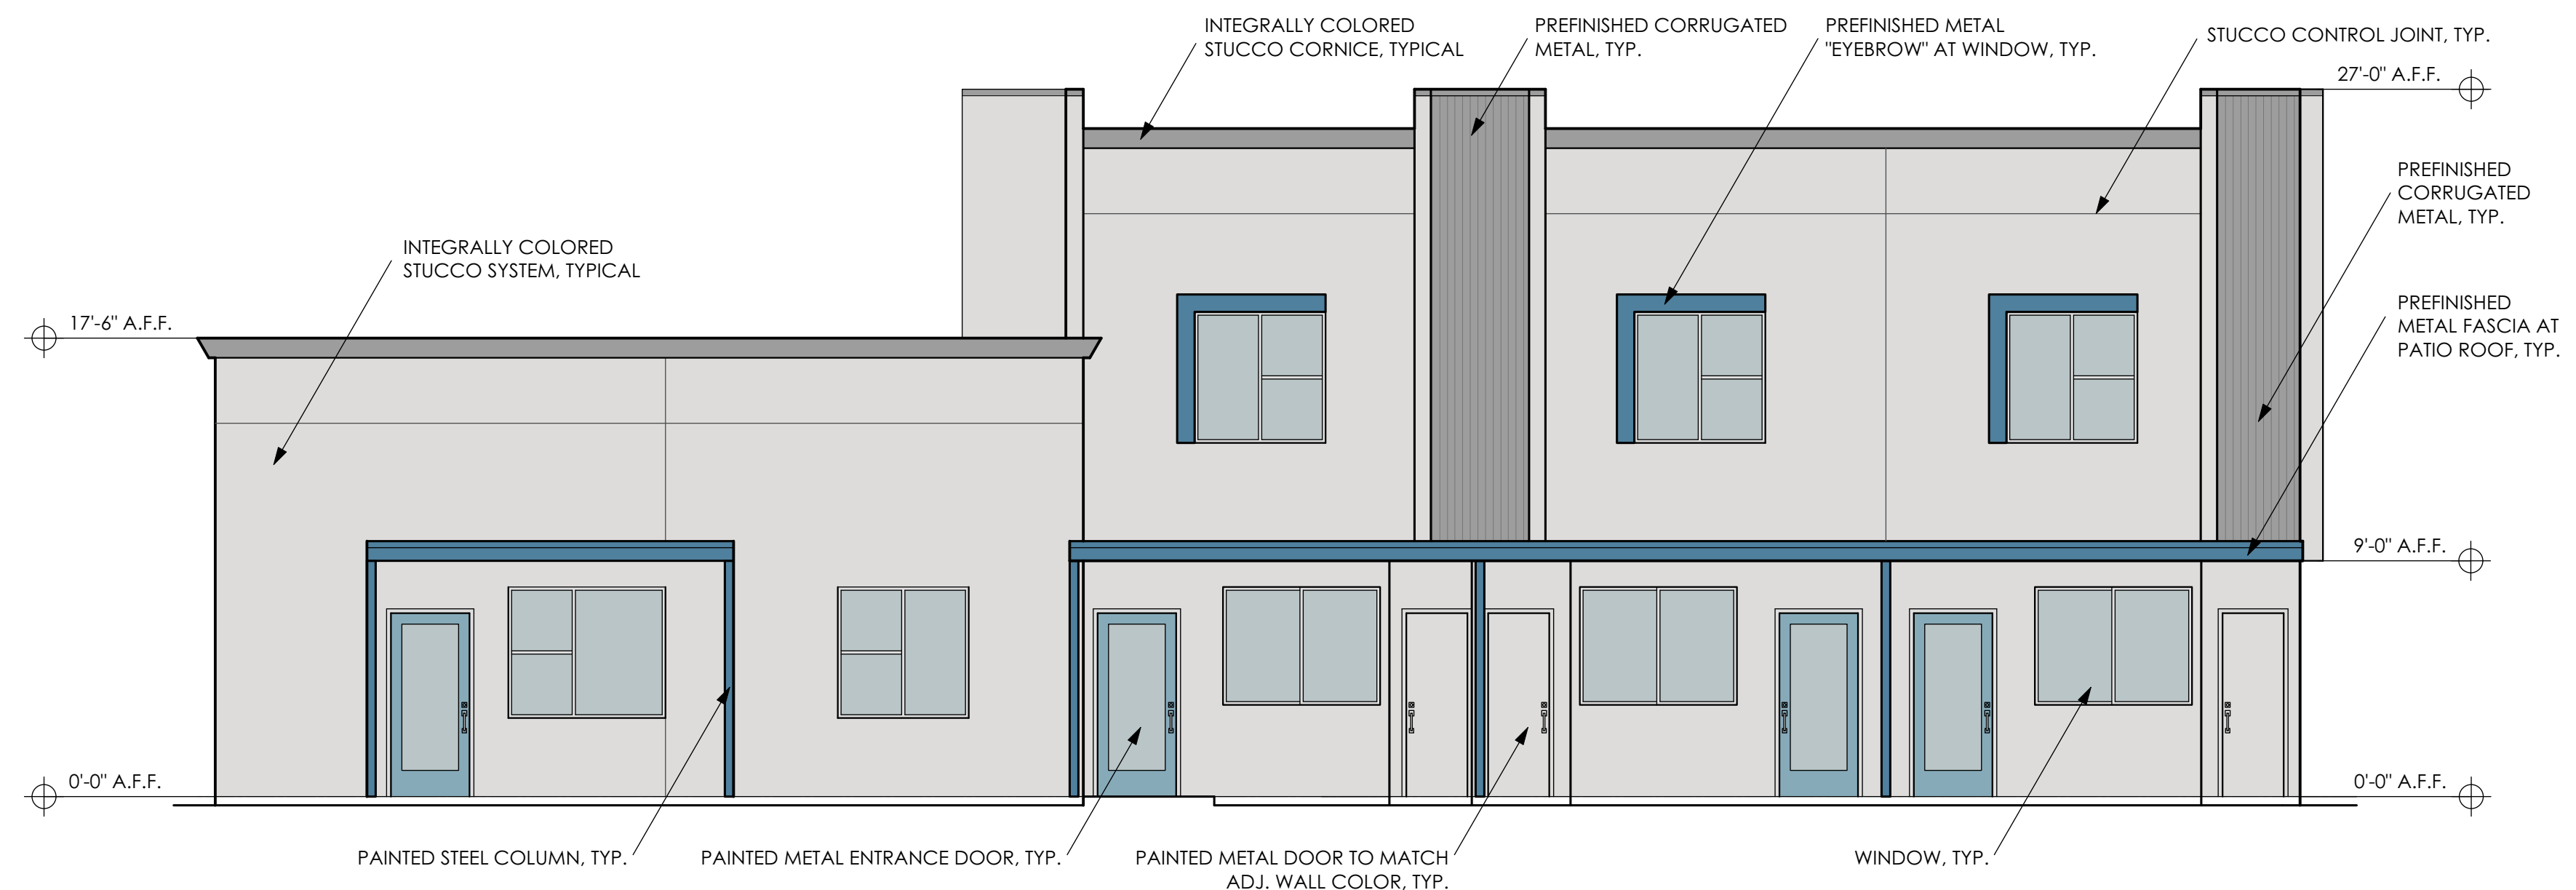 INTEGRALLY COLORED
STUCCO CORNICE, TYPICAL
PREFINISHED CORRUGATED
METAL, TYP.
PREFINISHED METAL
"EYEBROW" AT WINDOW, TYP.
STUCCO CONTROL JOINT, TYP.
27'-0" A.F.F.
PREFINISHED
CORRUGATED
METAL, TYP.
INTEGRALLY COLORED
STUCCO SYSTEM, TYPICAL
PREFINISHED
METAL FASCIA AT
PATIO ROOF, TYP.
17'-6" A.F.F.
9'-0" A.F.F.
0'-0" A.F.F.
0'-0" A.F.F.
PAINTED STEEL COLUMN, TYP.
PAINTED METAL ENTRANCE DOOR, TYP.
PAINTED METAL DOOR TO MATCH
ADJ. WALL COLOR, TYP.
WINDOW, TYP.